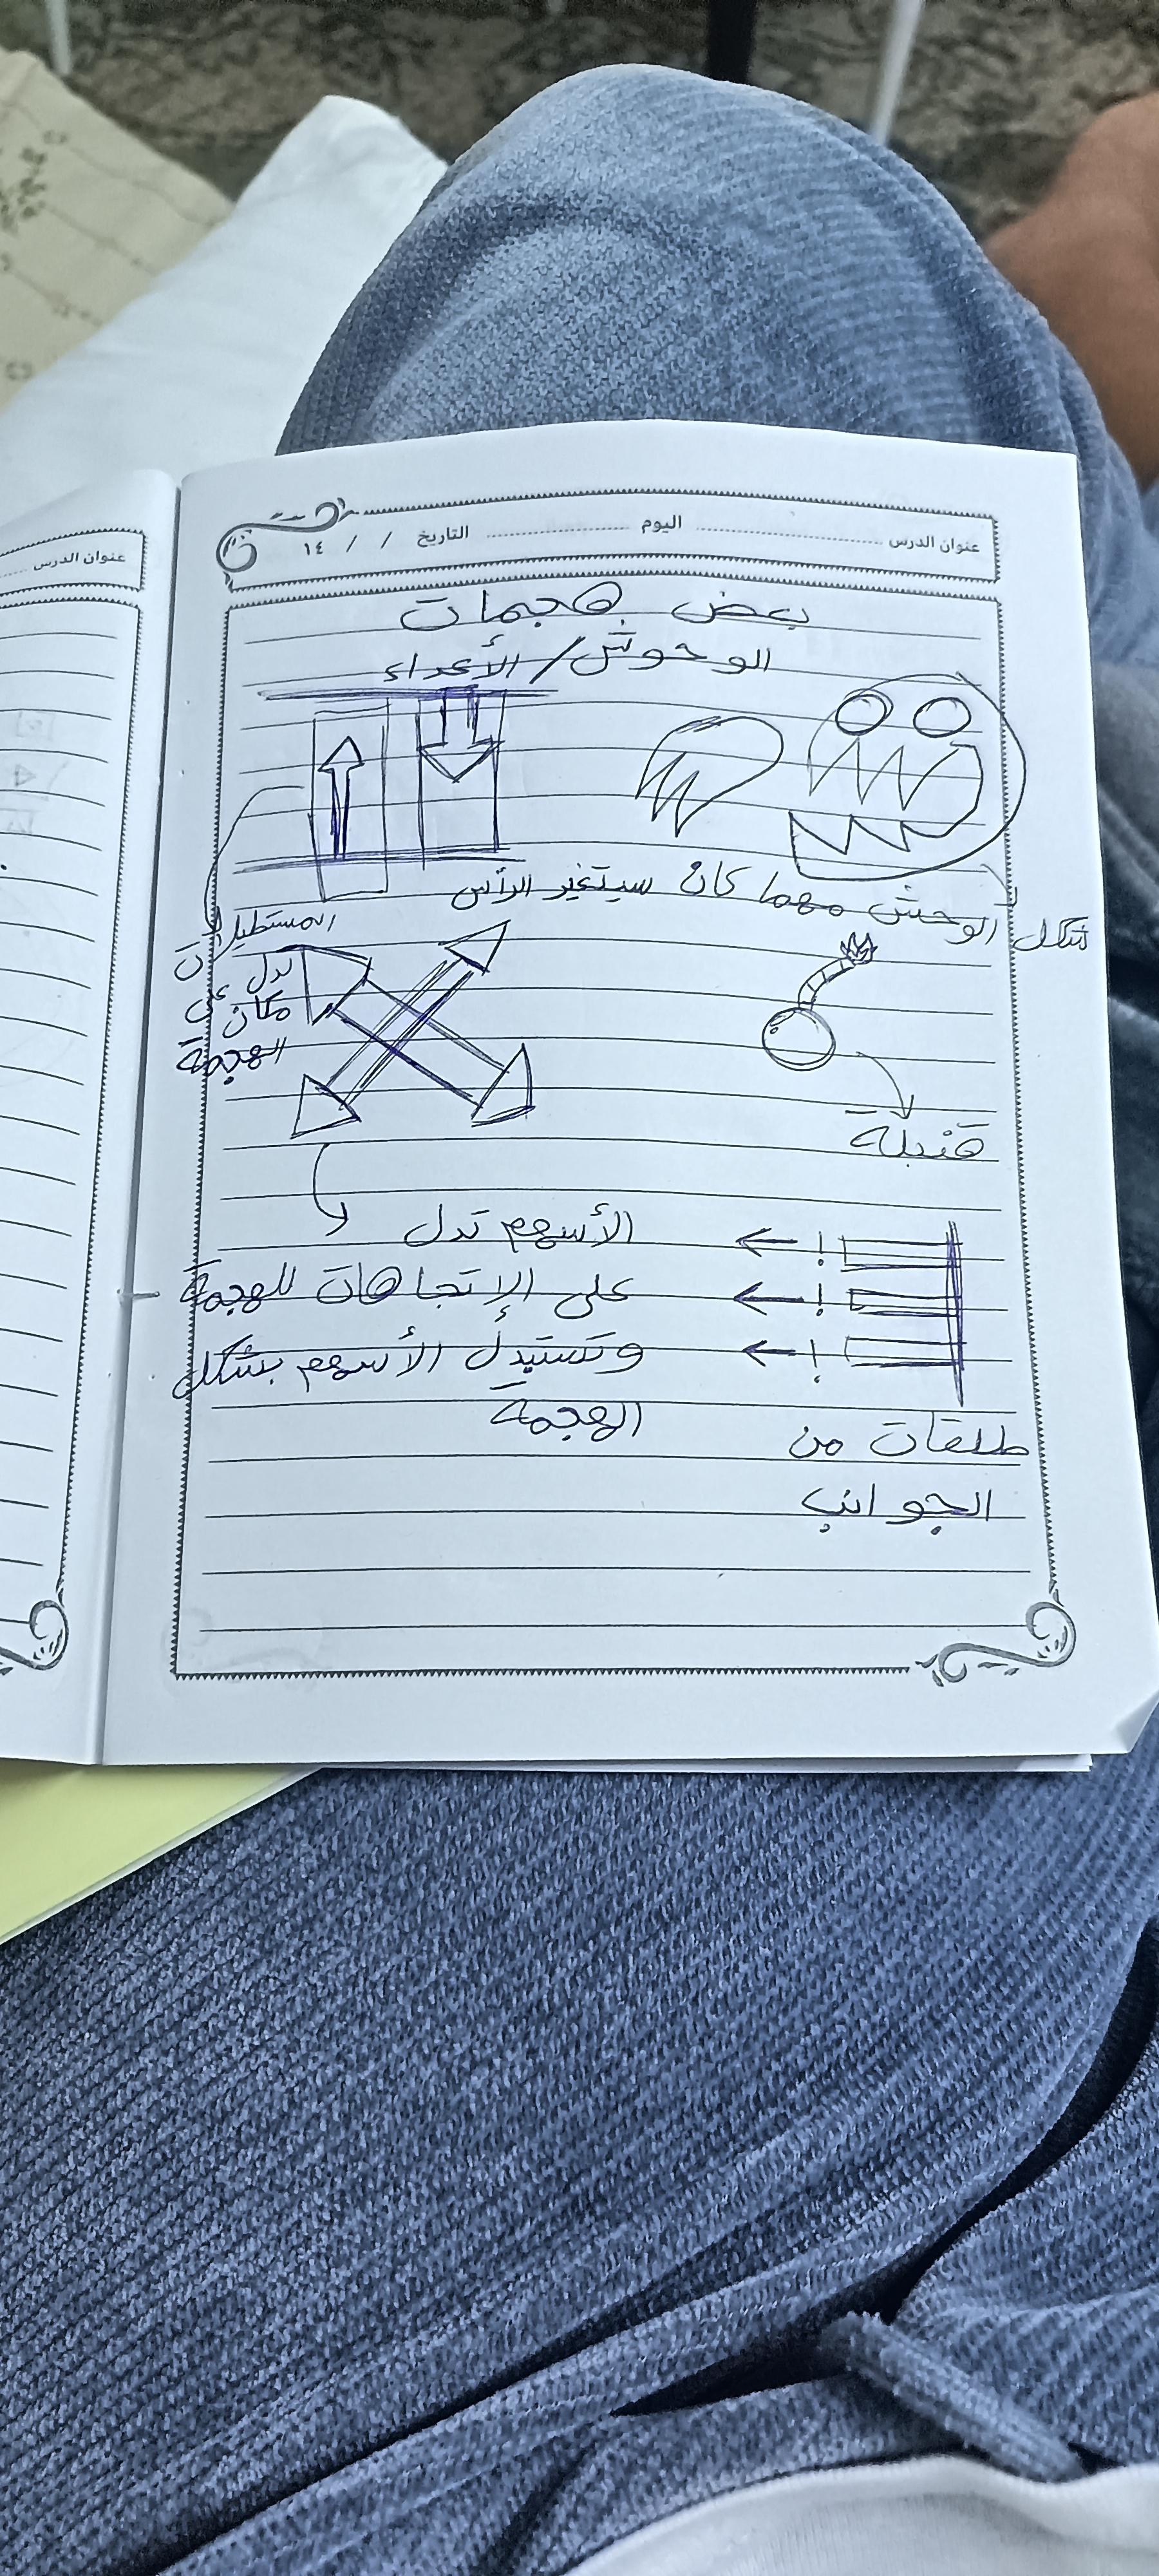 عنوان الدرس اليوم التاريخ / / ١٤
بعض هجمات
الوحوش/الأعداء
شكل الوحش مهما كان سيتغير الرأس
المستطيلات
تدل على
مكان
الهجمة
قنبلة
الأسهم تدل
على الإتجاهات للهجمة
وتستبدل الأسهم بشكل
الهجمة
! ! !
طلقات من
الجوانب
عنوان الدرس